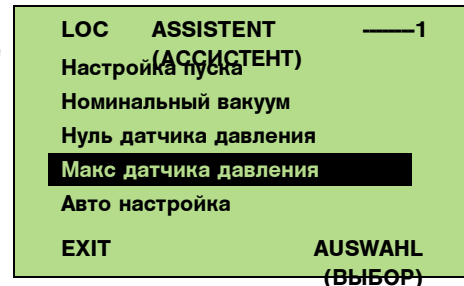 LOC ASSISTENT -------1
(АССИСТЕНТ)
Настройка пуска
Номинальный вакуум
Нуль датчика давления
Макс датчика давления
Авто настройка
EXIT AUSWAHL
(ВЫБОР)